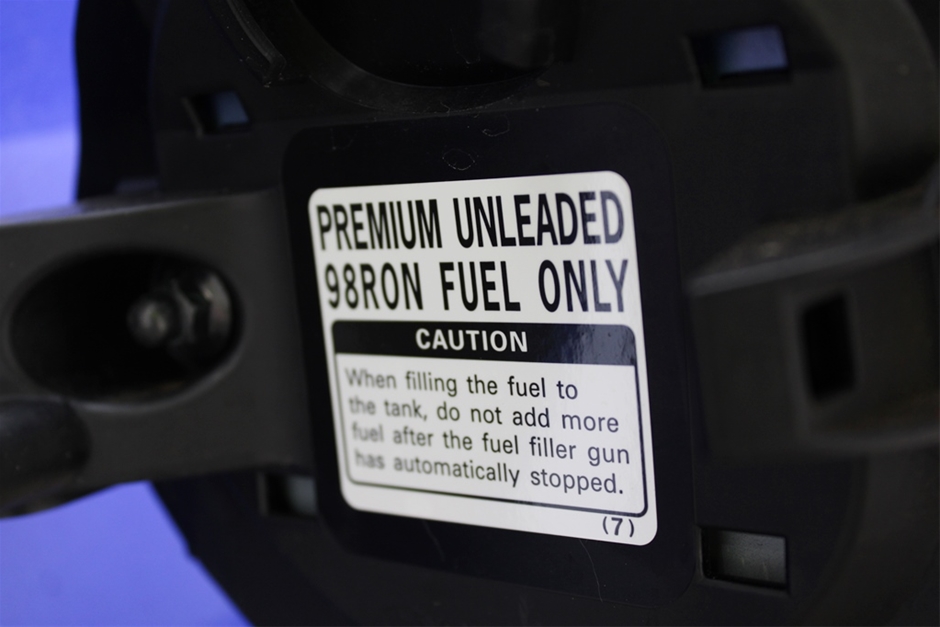 PREMIUM UNLEADED
98RON FUEL ONLY
CAUTION
When filling the fuel to
the tank, do not add more
fuel after the fuel filler gun
has automatically stopped.
(7)